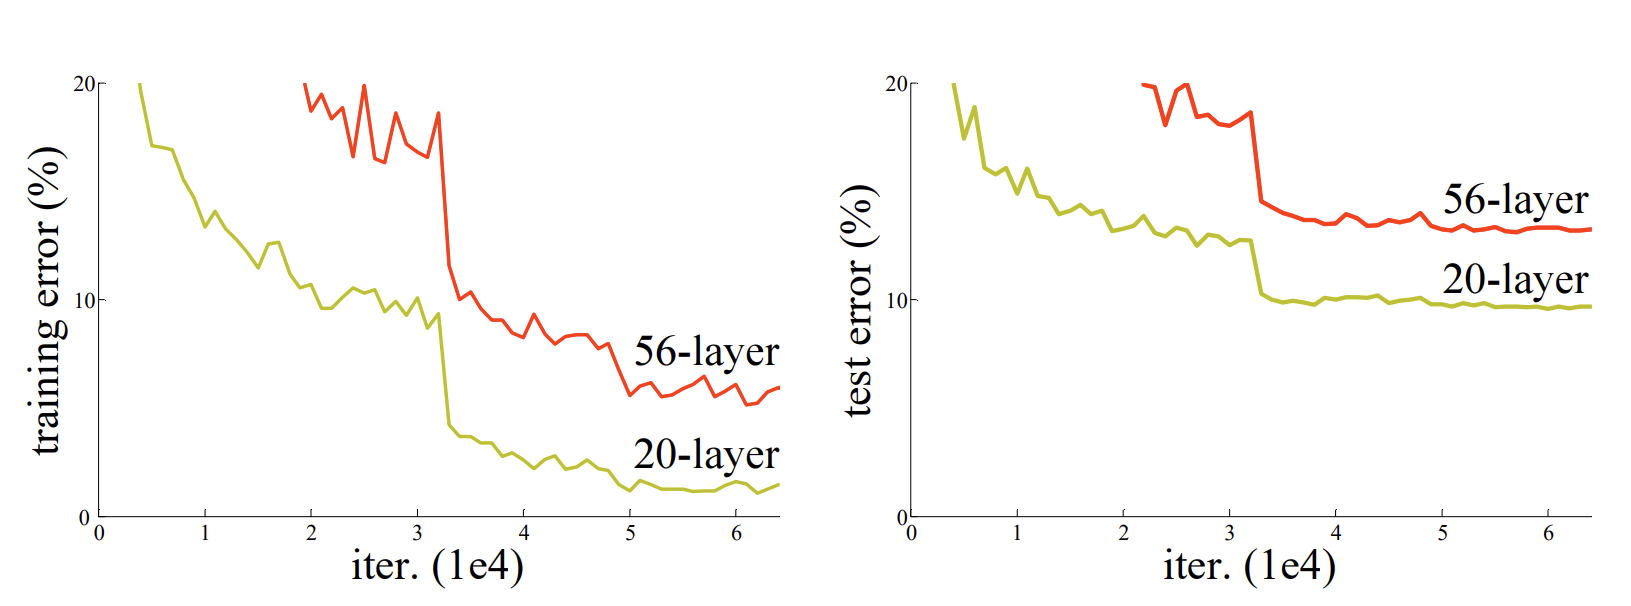 20
10
0
training error (%)
56-layer
20-layer
0 1 2 3 4 5 6
iter. (1e4)
20
10
0
test error (%)
56-layer
20-layer
0 1 2 3 4 5 6
iter. (1e4)